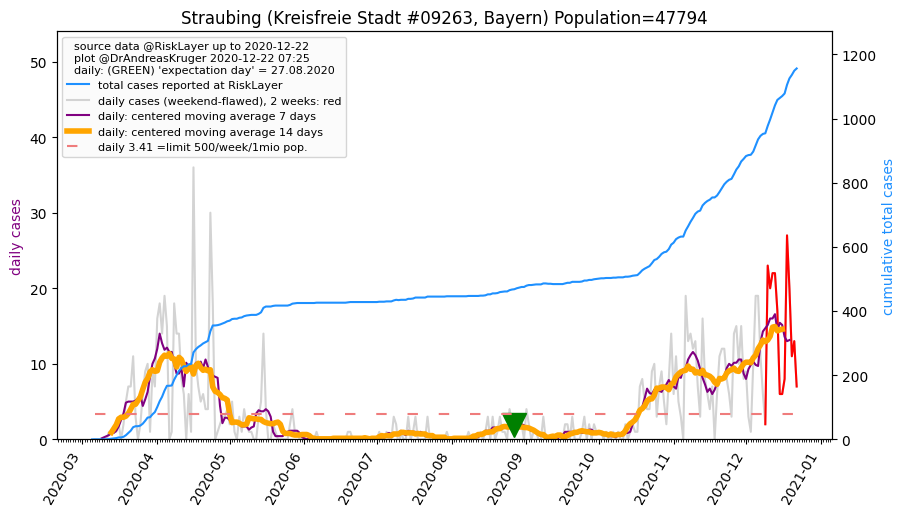 Straubing (Kreisfreie Stadt #09263, Bayern) Population=47794
source data @RiskLayer up to 2020-12-22
plot @DrAndreasKruger 2020-12-22 07:25
daily: (GREEN) 'expectation day' = 27.08.2020
total cases reported at RiskLayer
daily cases (weekend-flawed), 2 weeks: red
daily: centered moving average 7 days
daily: centered moving average 14 days
daily 3.41 =limit 500/week/1mio pop.
daily cases
50
40
30
20
10
0
cumulative total cases
1200
1000
800
600
400
200
0
2020-03
2020-04
2020-05
2020-06
2020-07
2020-08
2020-09
2020-10
2020-11
2020-12
2021-01